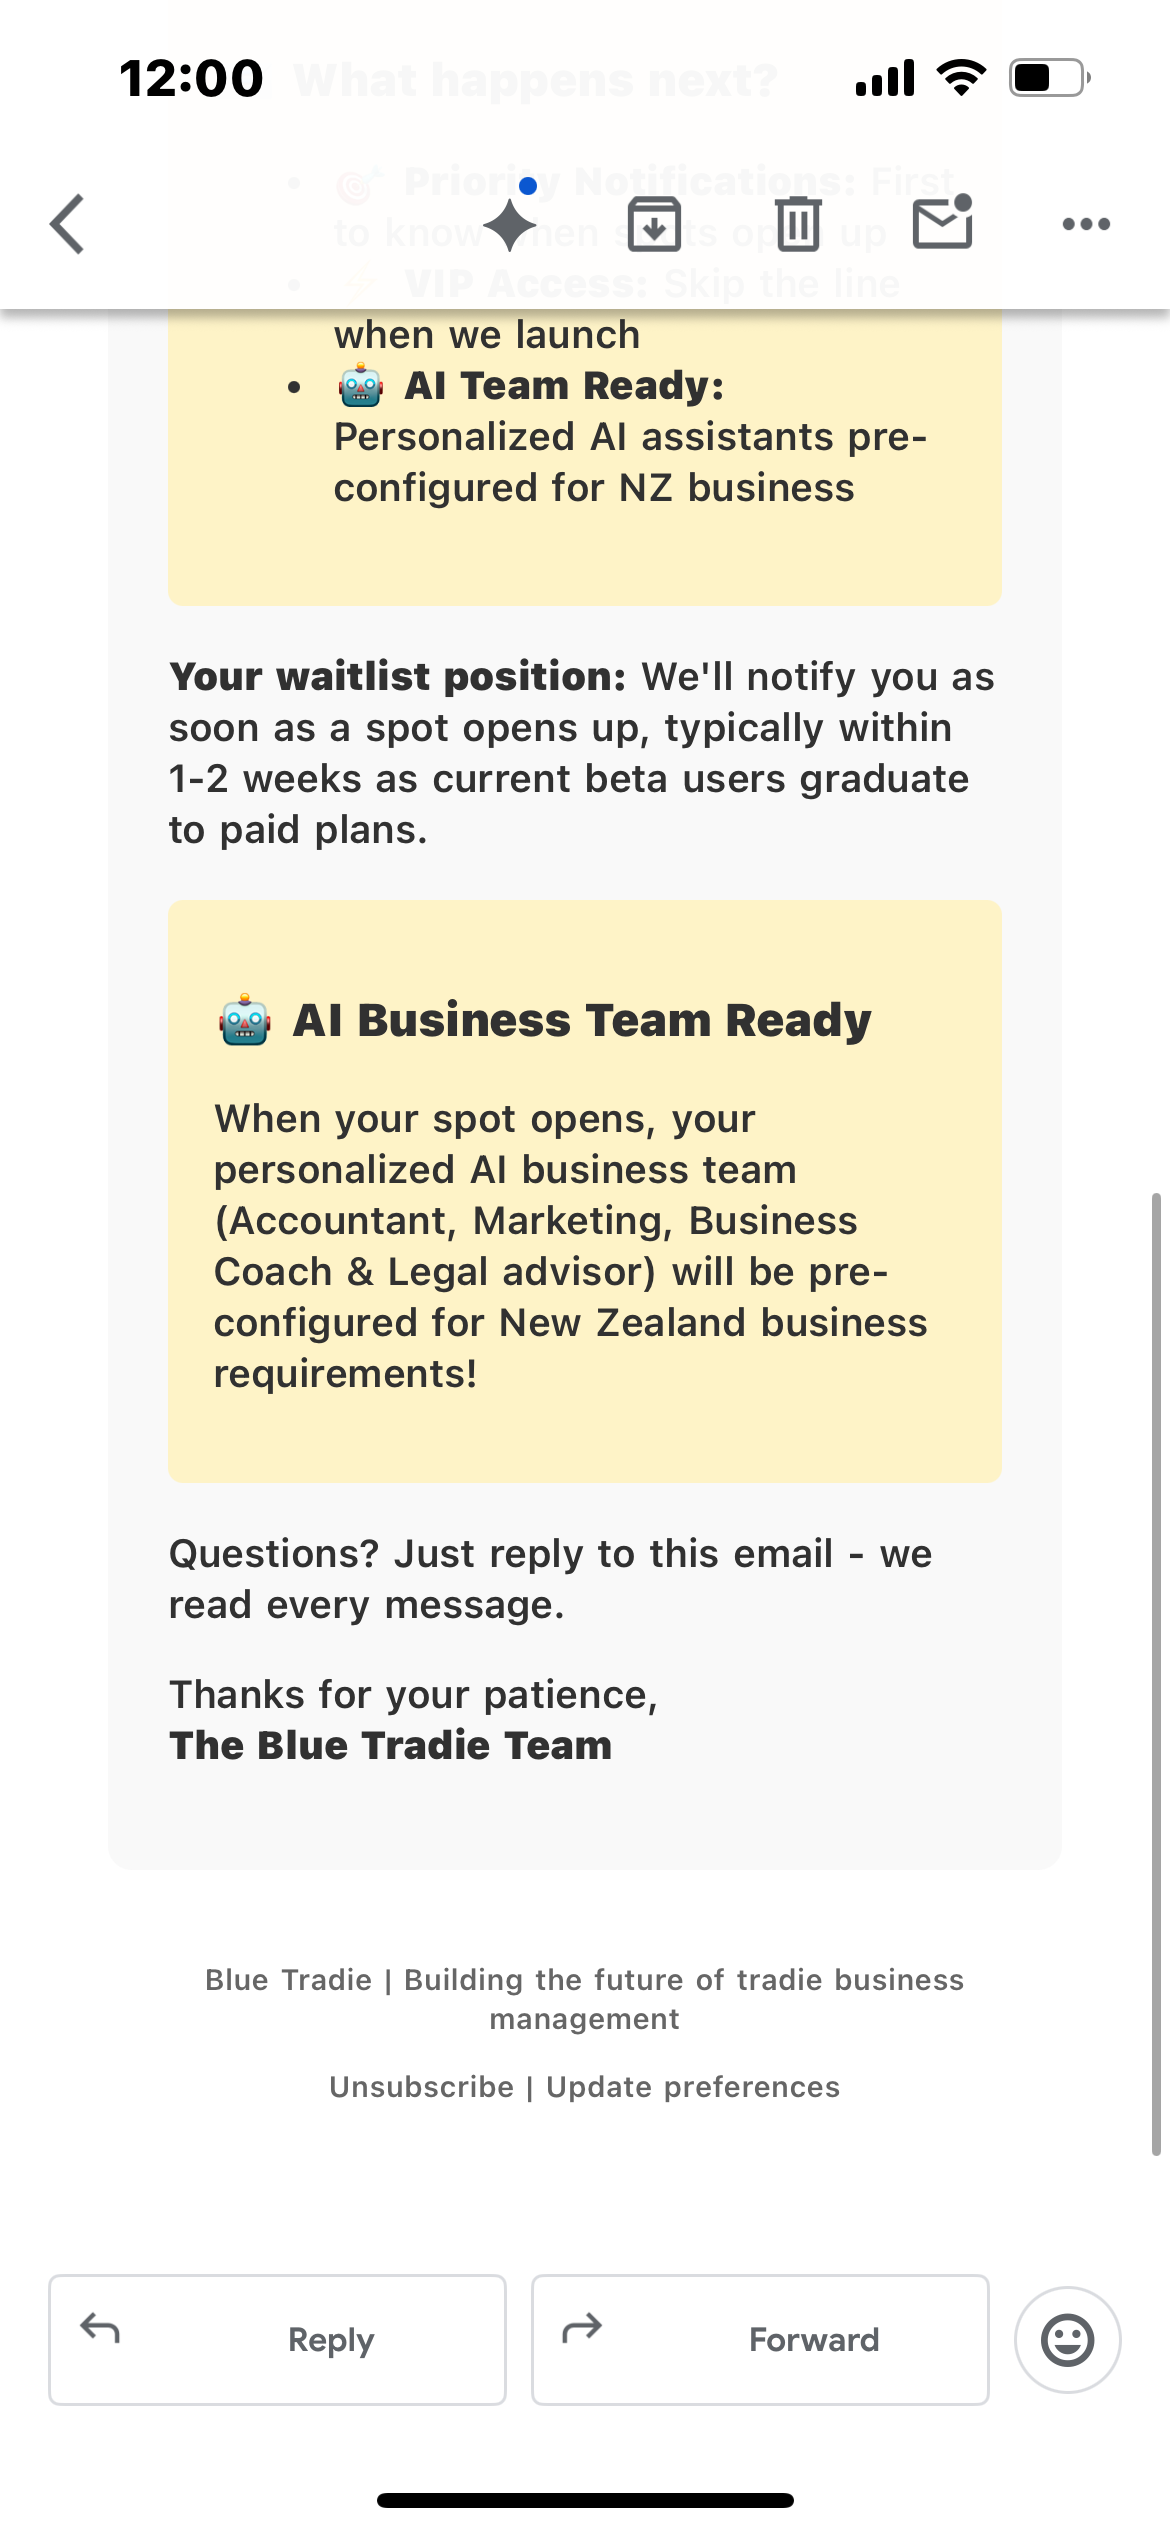 12:00
What happens next?
• 🎯 Priority Notifications: First
to know when spots open up
• ⚡ VIP Access: Skip the line
when we launch
• 🤖 AI Team Ready:
Personalized AI assistants pre-
configured for NZ business
Your waitlist position: We'll notify you as
soon as a spot opens up, typically within
1-2 weeks as current beta users graduate
to paid plans.
🤖 AI Business Team Ready
When your spot opens, your
personalized AI business team
(Accountant, Marketing, Business
Coach & Legal advisor) will be pre-
configured for New Zealand business
requirements!
Questions? Just reply to this email - we
read every message.
Thanks for your patience,
The Blue Tradie Team
Blue Tradie | Building the future of tradie business
management
Unsubscribe | Update preferences
Reply
Forward